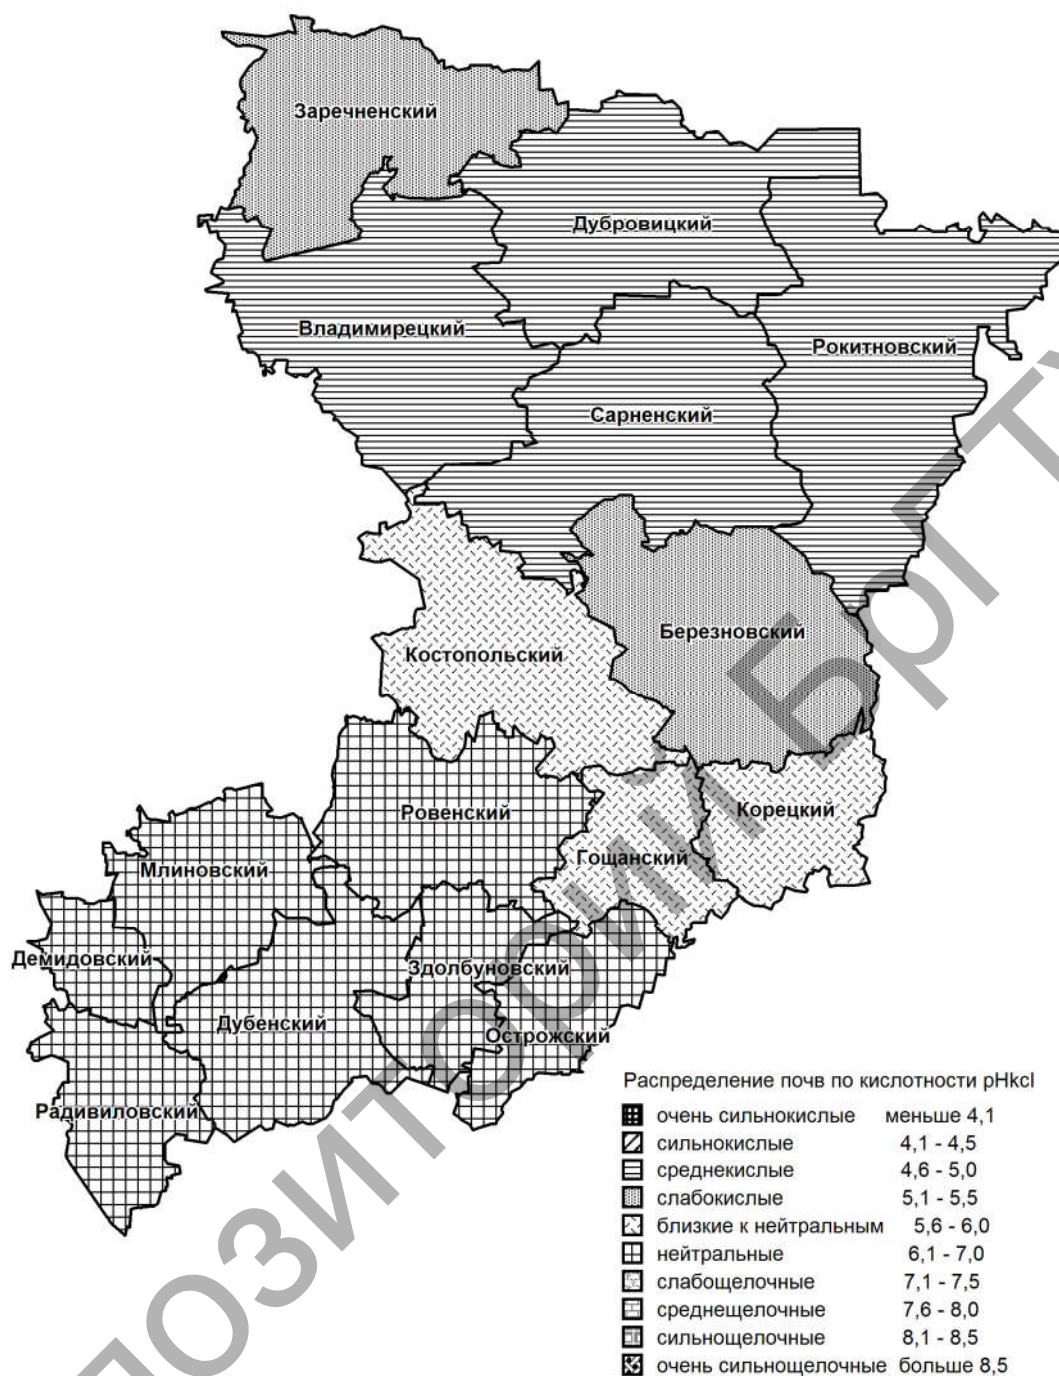 Заречненский
Дубровицкий
Владимирецкий
Рокитновский
Сарненский
Березновский
Костопольский
Ровенский
Корецкий
Гощанский
Млиновский
Демидовский
Здолбуновский
Дубенский
Острожский
Радивиловский
Распределение почв по кислотности pHkcl
очень сильнокислые меньше 4,1
сильнокислые 4,1 - 4,5
среднекислые 4,6 - 5,0
слабокислые 5,1 - 5,5
близкие к нейтральным 5,6 - 6,0
нейтральные 6,1 - 7,0
слабощелочные 7,1 - 7,5
среднещелочные 7,6 - 8,0
сильнощелочные 8,1 - 8,5
очень сильнощелочные больше 8,5
позиторий БрГТ